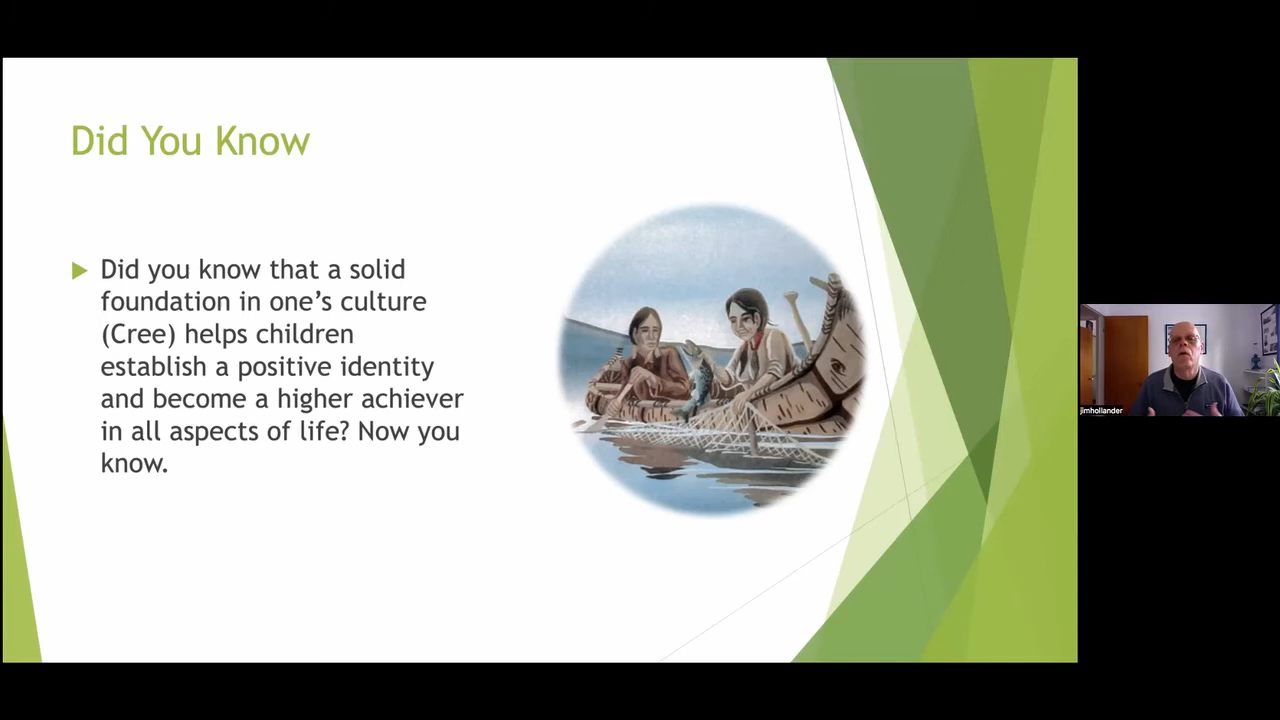 Did You Know
Did you know that a solid
foundation in one’s culture
(Cree) helps children
establish a positive identity
and become a higher achiever
in all aspects of life? Now you
know.
jimhollander